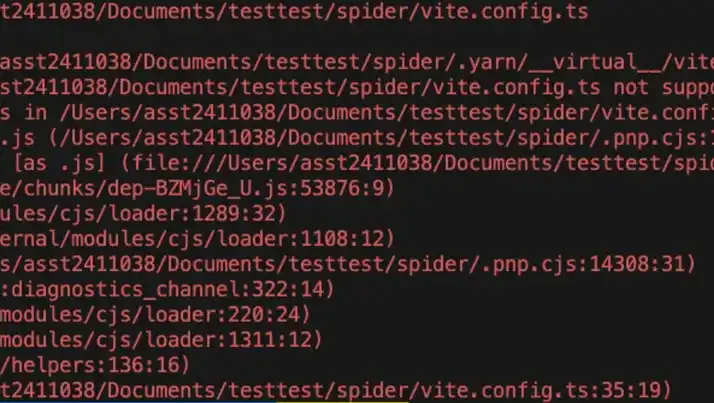 t2411038/Documents/testtest/spider/vite.config.ts
asst2411038/Documents/testtest/spider/.yarn/__virtual__/vite
st2411038/Documents/testtest/spider/vite.config.ts not suppo
s in /Users/asst2411038/Documents/testtest/spider/vite.confi
.js (/Users/asst2411038/Documents/testtest/spider/.pnp.cjs:1
[as .js] (file:///Users/asst2411038/Documents/testtest/spid
e/chunks/dep-BZMjGe_U.js:53876:9)
ules/cjs/loader:1289:32)
ernal/modules/cjs/loader:1108:12)
s/asst2411038/Documents/testtest/spider/.pnp.cjs:14308:31)
:diagnostics_channel:322:14)
modules/cjs/loader:220:24)
modules/cjs/loader:1311:12)
/helpers:136:16)
t2411038/Documents/testtest/spider/vite.config.ts:35:19)